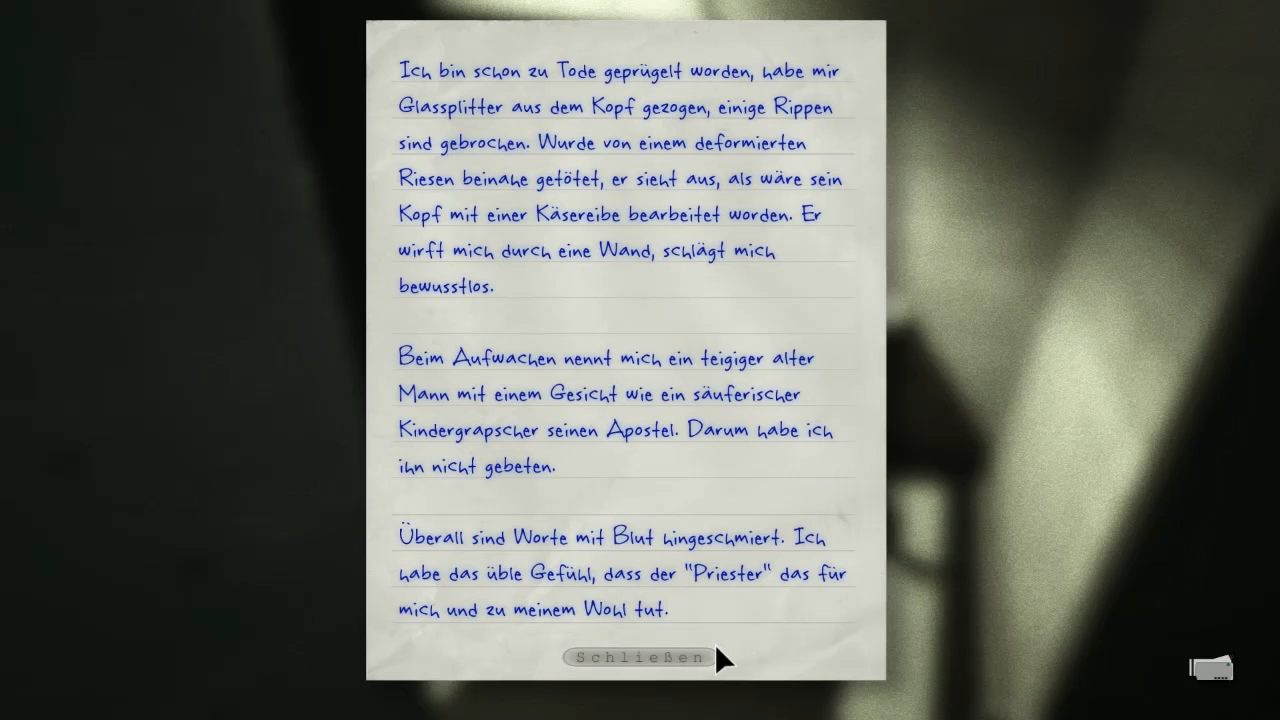 Ich bin schon zu Tode geprügelt worden, habe mir
Glassplitter aus dem Kopf gezogen, einige Rippen
sind gebrochen. Wurde von einem deformierten
Riesen beinahe getötet, er sieht aus, als wäre sein
Kopf mit einer Käsereibe bearbeitet worden. Er
wirft mich durch eine Wand, schlägt mich
bewusstlos.
Beim Aufwachen nennt mich ein teigiger alter
Mann mit einem Gesicht wie ein säuferischer
Kindergrapscher seinen Apostel. Darum habe ich
ihn nicht gebeten.
Überall sind Worte mit Blut hingeschmiert. Ich
habe das üble Gefühl, dass der "Priester" das für
mich und zu meinem Wohl tut.
Schließen